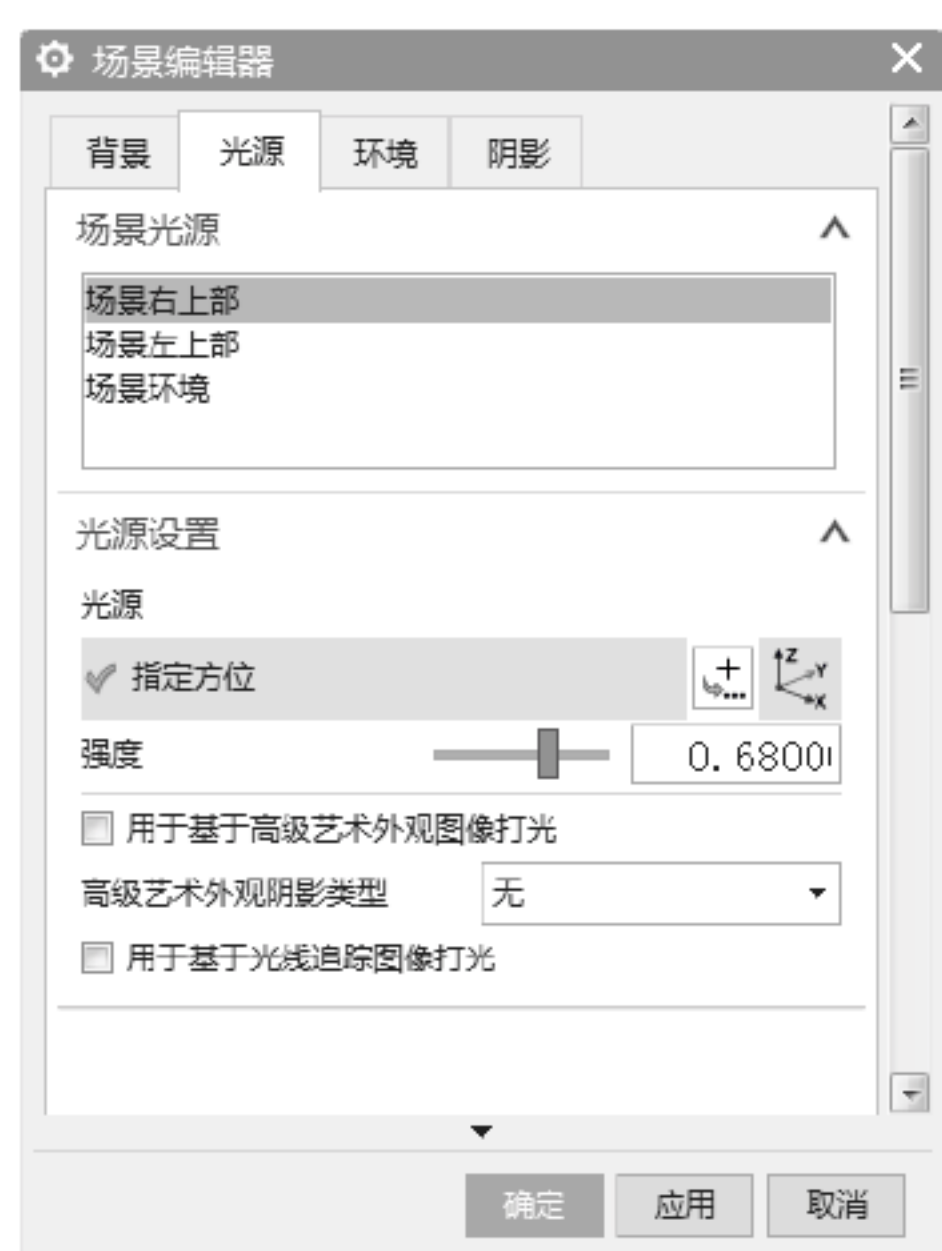 场景编辑器
背景 光源 环境 阴影
场景光源
场景右上部
场景左上部
场景环境
光源设置
光源
指定方位
Z Y X
强度 0.6800
用于基于高级艺术外观图像打光
高级艺术外观阴影类型 无
用于基于光线追踪图像打光
确定 应用 取消